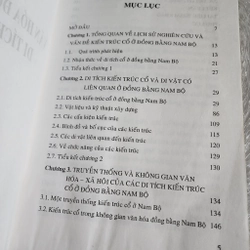 MỤC LỤC
MỞ ĐẦU 7
Chương 1. TỔNG QUAN VỀ LỊCH SỬ NGHIÊN CỨU VÀ
VẤN ĐỀ KIẾN TRÚC CỔ Ở ĐỒNG BẰNG NAM BỘ
1.1. Quá trình phát hiện
1.2. Nhận thức về di tích cổ ở đồng bằng Nam Bộ
1.3. Tiểu kết chương 1
Chương 2. DI TÍCH KIẾN TRÚC CỔ VÀ DI VẬT CÓ
LIÊN QUAN Ở ĐỒNG BẰNG NAM BỘ 29
2.1. Di tích kiến trúc cổ ở đồng bằng Nam Bộ
2.2. Vật liệu và kỹ thuật xây dựng
2.3. Các cấu kiện kiến trúc
2.4. Bình đồ và bố cục của các kiến trúc
2.5. Các di vật liên quan đến kiến trúc
2.6. Về chức năng của các kiến trúc
2.7. Tiểu kết chương 2
Chương 3. TRUYỀN THỐNG VÀ KHÔNG GIAN VĂN
HÓA – XÃ HỘI CỦA CÁC DI TÍCH KIẾN TRÚC
CỔ Ở ĐỒNG BẰNG NAM BỘ 134
3.1. Một truyền thống kiến trúc cổ ở Nam Bộ 134
3.2. Kiến trúc cổ trong không gian văn hóa đồng bằng Nam Bộ 146
5